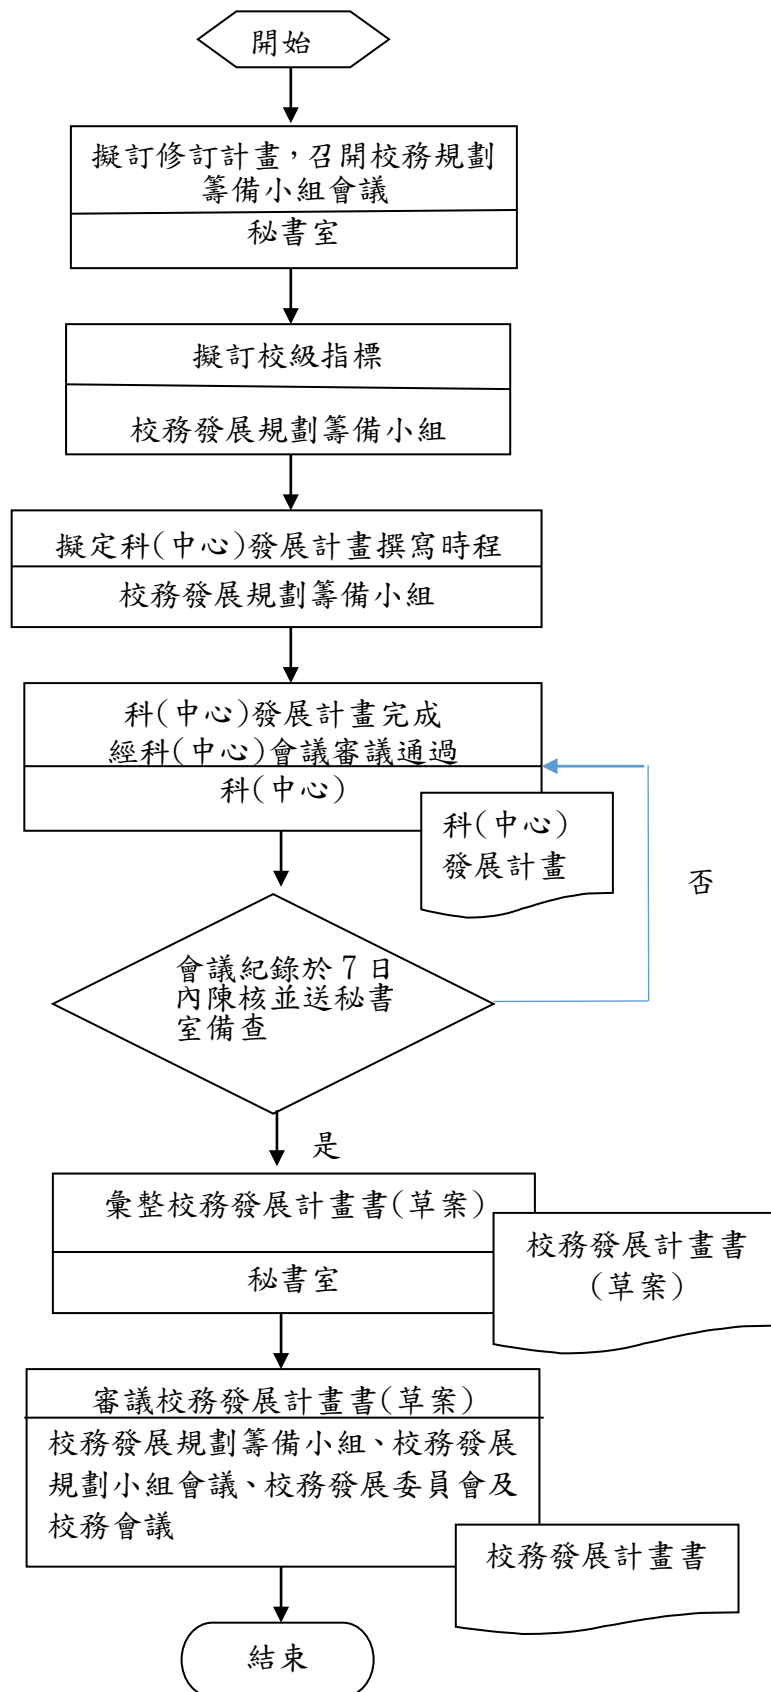 開始
擬訂修訂計畫，召開校務規劃
籌備小組會議
秘書室
擬訂校級指標
校務發展規劃籌備小組
擬定科(中心)發展計畫撰寫時程
校務發展規劃籌備小組
科(中心)發展計畫完成
經科(中心)會議審議通過
科(中心)
科(中心)
發展計畫
否
會議紀錄於 7 日
內陳核並送秘書
室備查
是
彙整校務發展計畫書(草案)
秘書室
校務發展計畫書
(草案)
審議校務發展計畫書(草案)
校務發展規劃籌備小組、校務發展
規劃小組會議、校務發展委員會及
校務會議
校務發展計畫書
結束